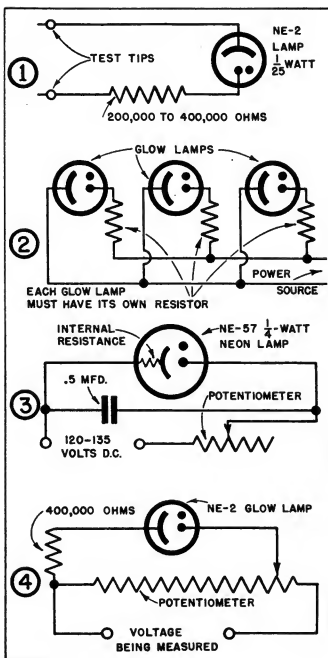 NE-2
LAMP
1/25 WATT
TEST TIPS
①
200,000 TO 400,000 OHMS
GLOW LAMPS
②
EACH GLOW LAMP
MUST HAVE ITS OWN RESISTOR
POWER
SOURCE
INTERNAL
RESISTANCE
NE-57 1/4-WATT
NEON LAMP
.5 MFD.
POTENTIOMETER
③
120-135
VOLTS D.C.
400,000 OHMS
NE-2 GLOW LAMP
④
POTENTIOMETER
VOLTAGE
BEING MEASURED